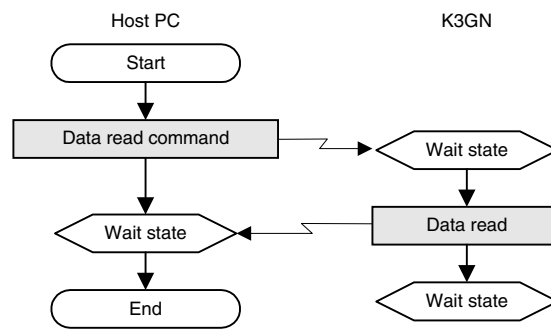 Host PC
K3GN
Start
Data read command
Wait state
Wait state
Data read
End
Wait state